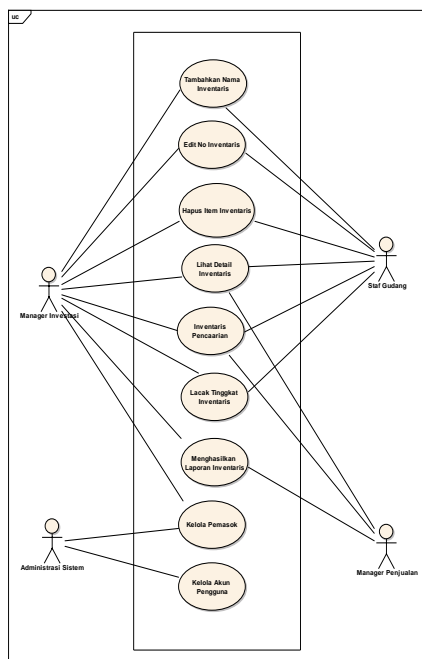 uc
Tambahkan Nama
Inventaris
Edit No Inventaris
Hapus Item Inventaris
Lihat Detail
Inventaris
Staf Gudang
Manager Investasi
Inventaris
Pencaarian
Lacak Tinggkat
Inventaris
Menghasilkan
Laporan Inventaris
Kelola Pemasok
Administrasi Sistem
Manager Penjualan
Kelola Akun
Pengguna